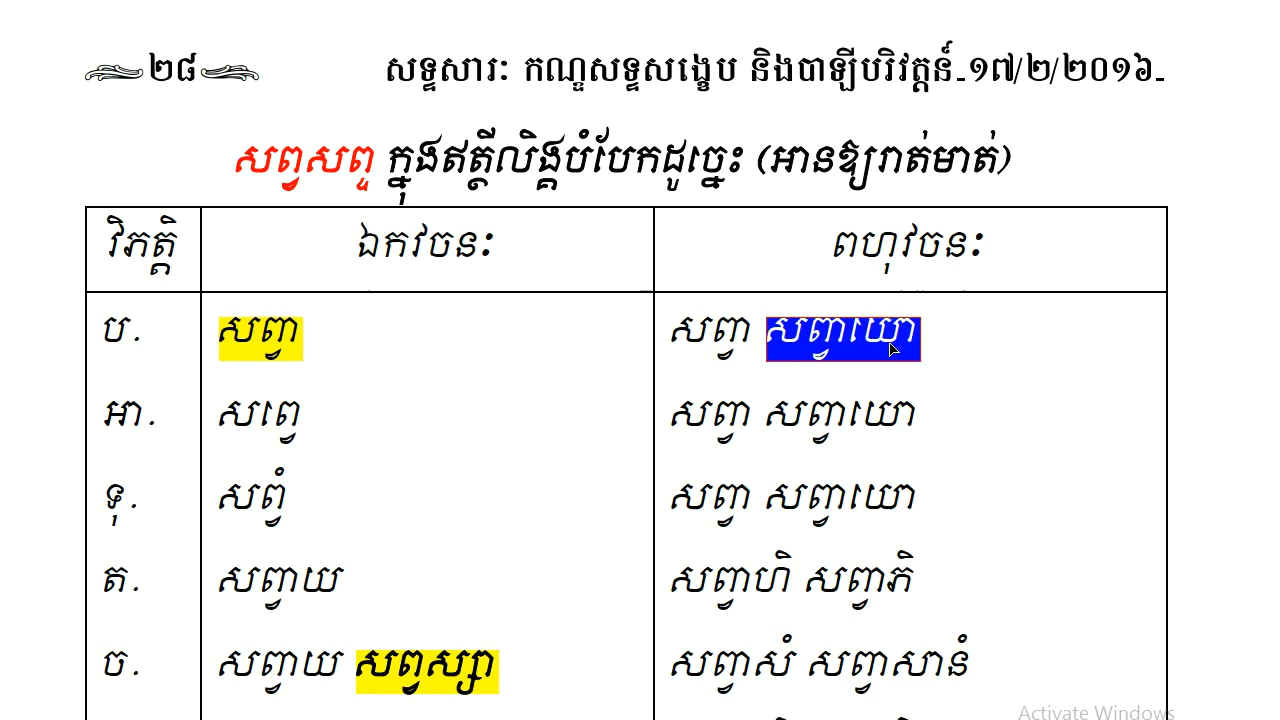 ២៨ សទ្ទសារៈ កណ្ឌសទ្ទសង្ខេប និងបាឡីបរិវត្តន៍-១៧/២/២០១៦-
សព្វសព្ទ ក្នុងឥត្ថីលិង្គបំបែកដូច្នេះ (អានឱ្យរាត់មាត់)
វិភត្តិ ឯកវចនៈ ពហុវចនៈ
ប. សព្វា សព្វា សព្វាយោ
អា. សព្វេ សព្វា សព្វាយោ
ទុ. សព្វំ សព្វា សព្វាយោ
ត. សព្វាយ សព្វាហិ សព្វាភិ
ច. សព្វាយ សព្វស្សា សព្វាសំ សព្វាសានំ
Activate Windows